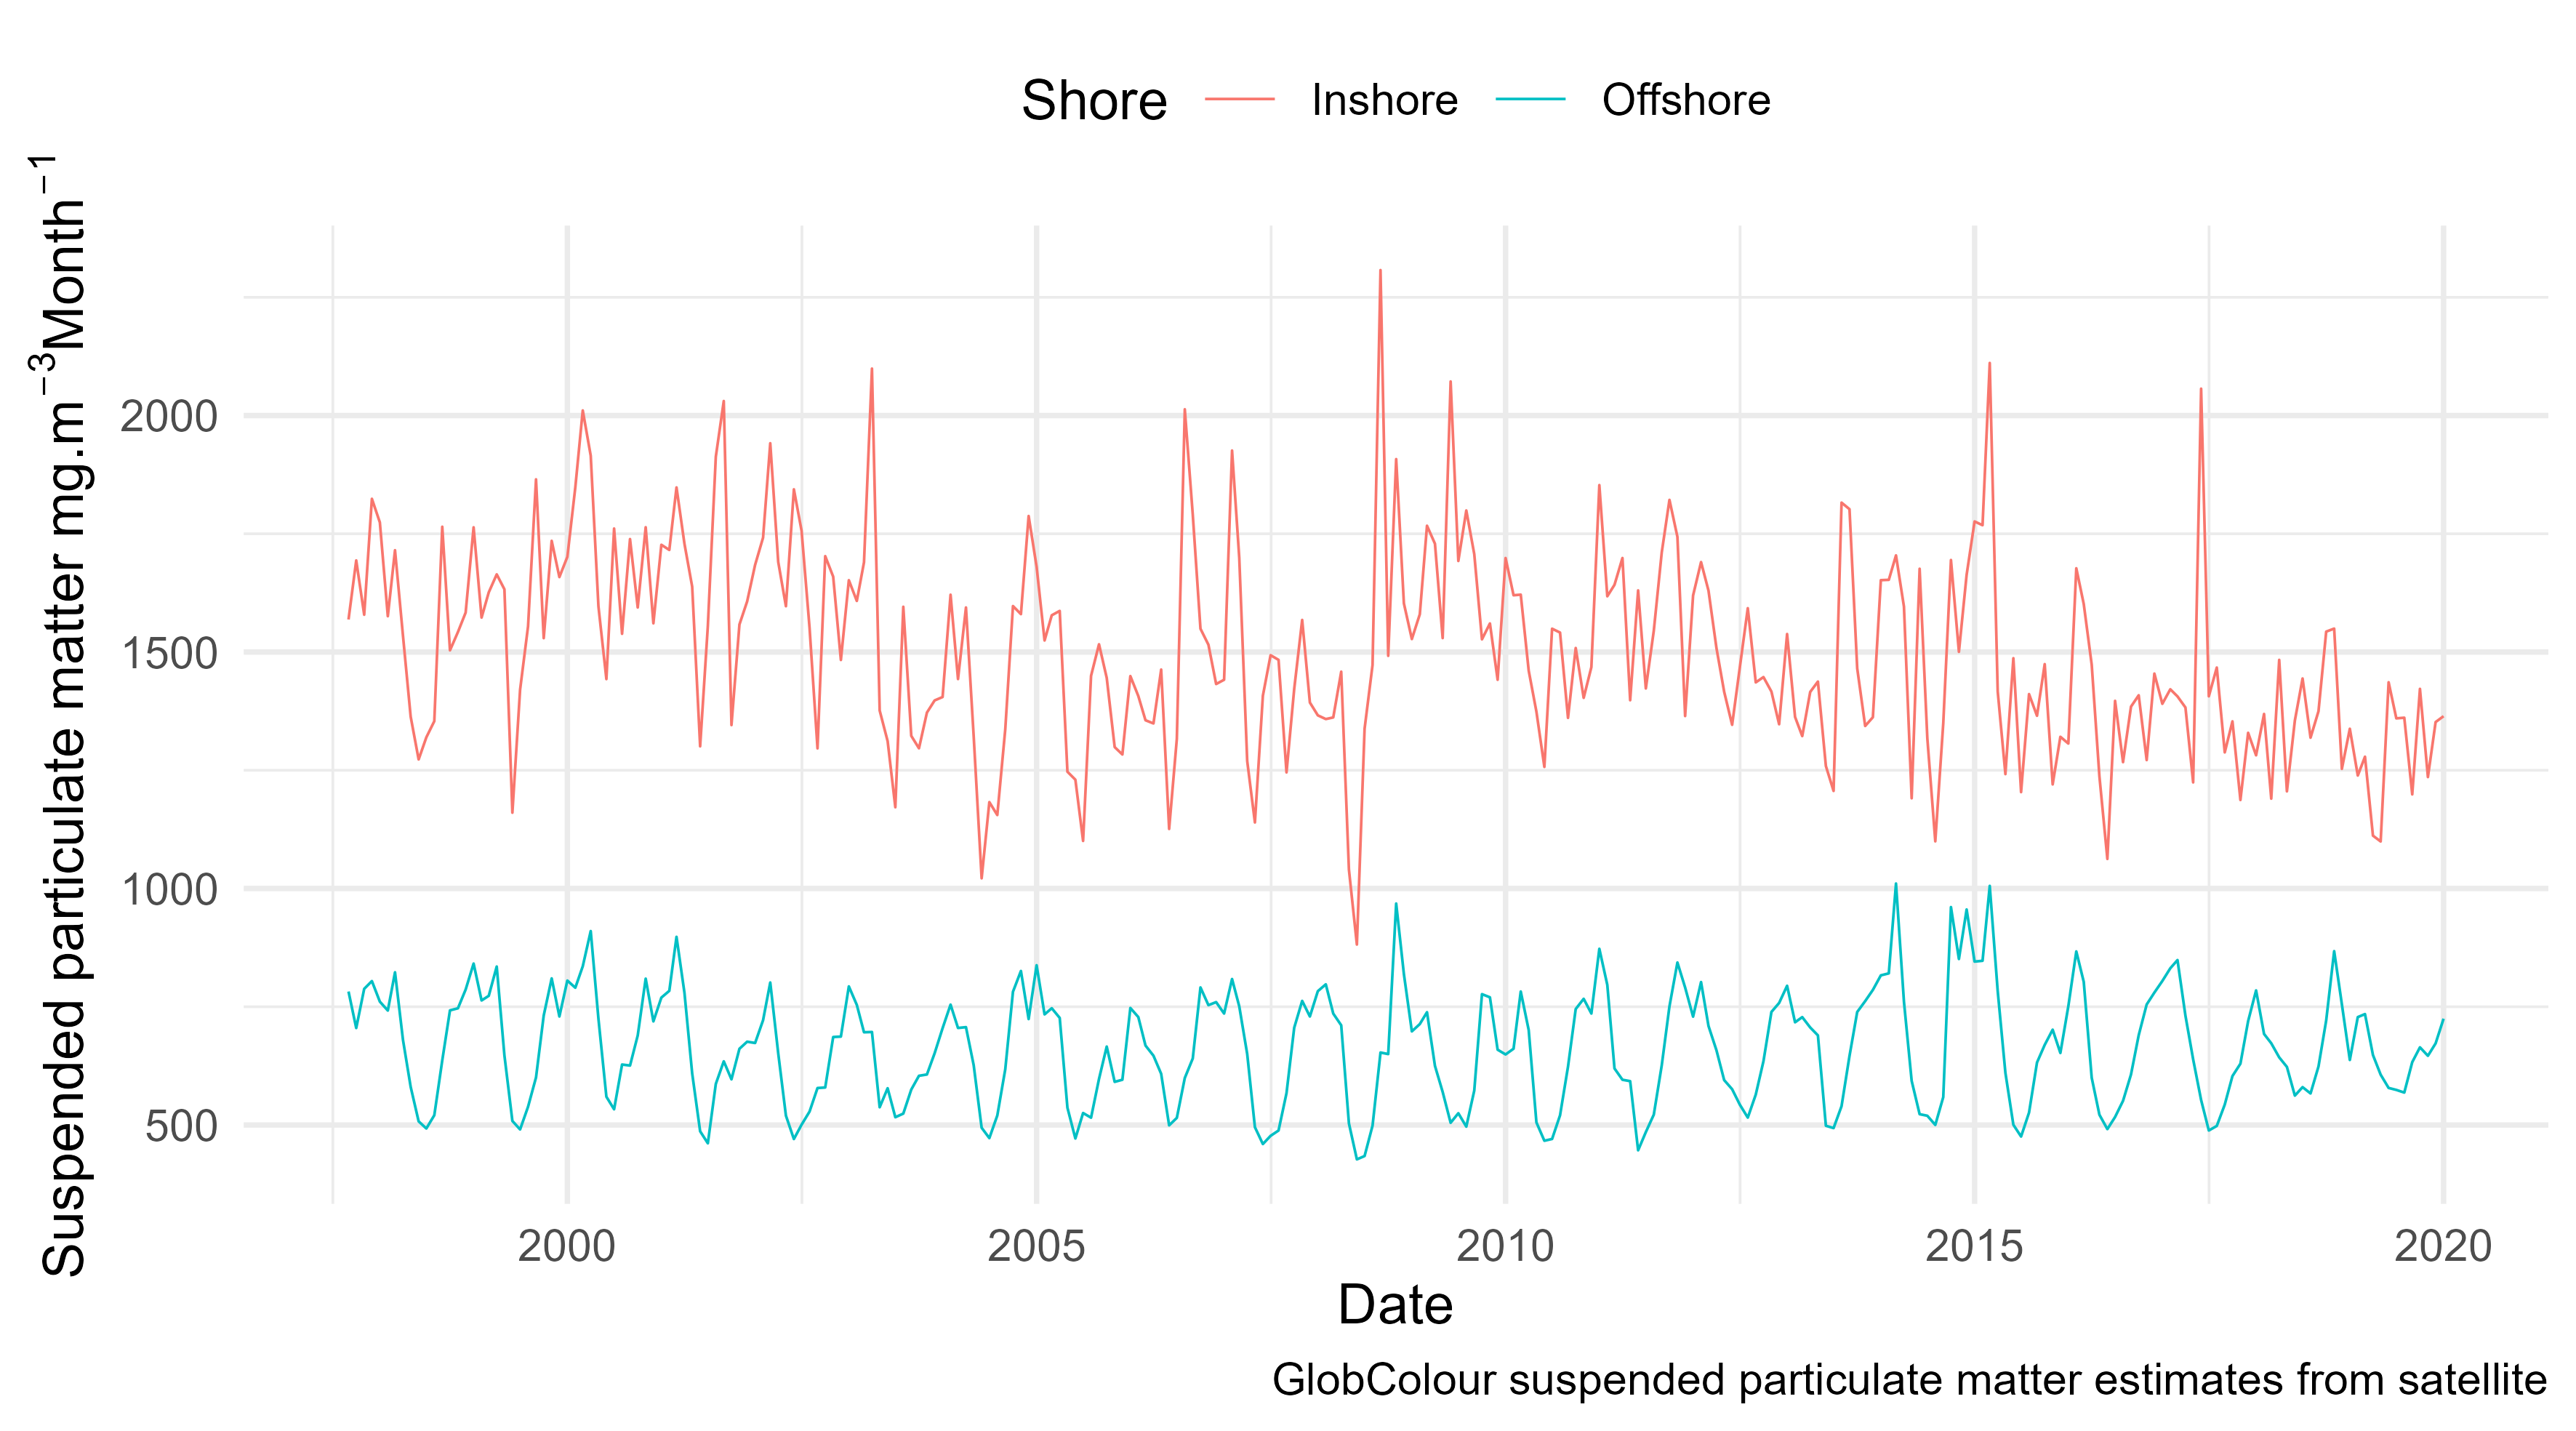 Shore Inshore Offshore
Suspended particulate matter mg.m⁻³Month⁻¹
2000
1500
1000
500
2000 2005 2010 2015 2020
Date
GlobColour suspended particulate matter estimates from satellite